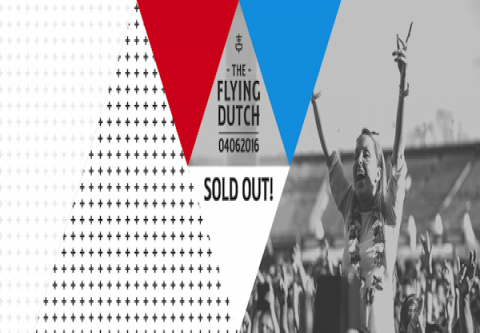 - THE -
FLYING
DUTCH
04062016
SOLD OUT!